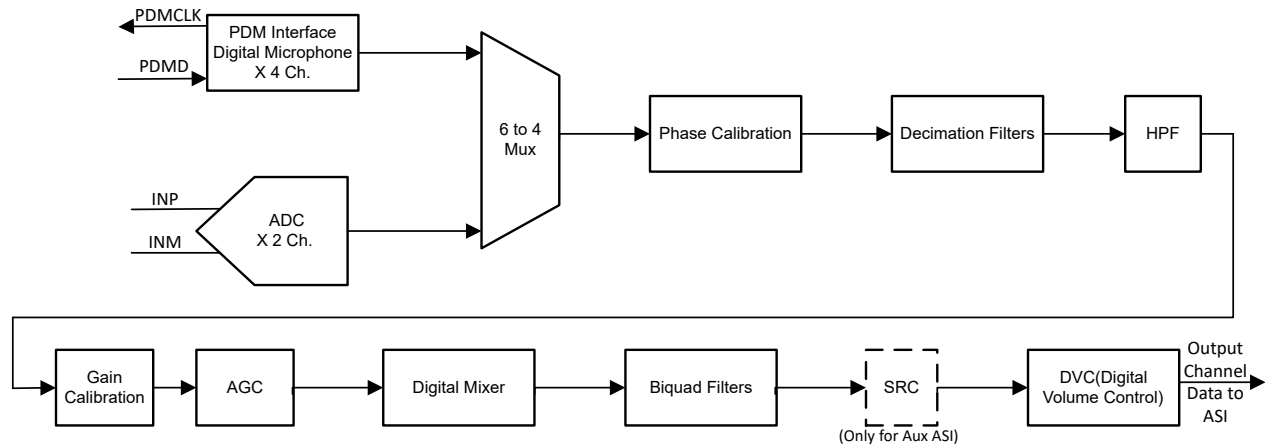 PDMCLK
PDMD
PDM Interface
Digital Microphone
X 4 Ch.
INP
INM
ADC
X 2 Ch.
6 to 4
Mux
Phase Calibration
Decimation Filters
HPF
Gain
Calibration
AGC
Digital Mixer
Biquad Filters
SRC
(Only for Aux ASI)
DVC(Digital
Volume Control)
Output
Channel
Data to
ASI